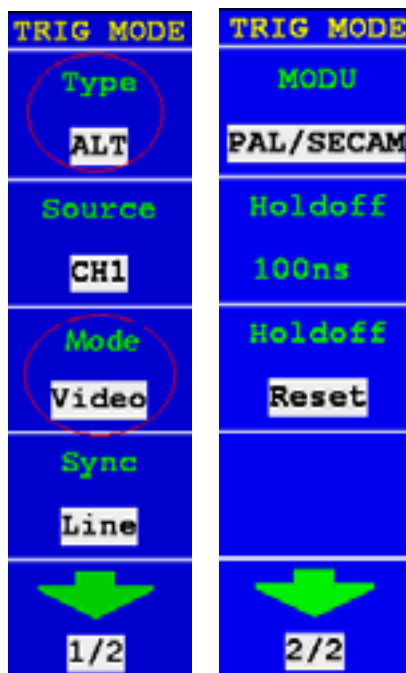 TRIG MODE
Type
ALT
Source
CH1
Mode
Video
Sync
Line
1/2
TRIG MODE
MODU
PAL/SECAM
Holdoff
100ns
Holdoff
Reset
2/2